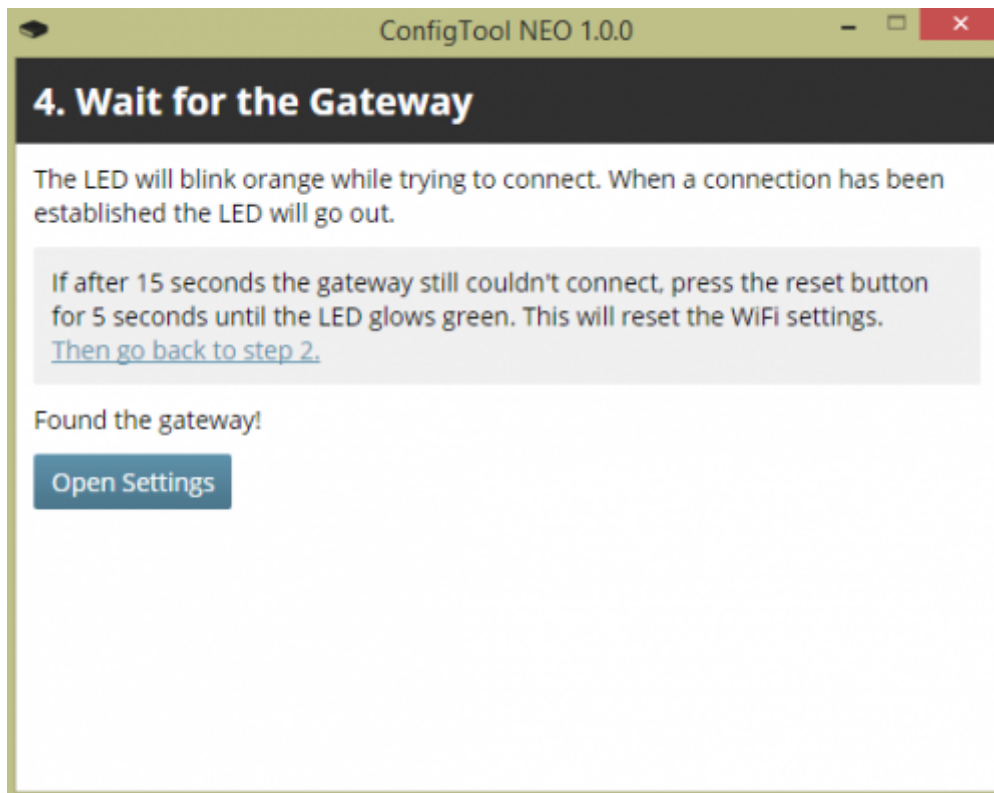 ConfigTool NEO 1.0.0
4. Wait for the Gateway
The LED will blink orange while trying to connect. When a connection has been
established the LED will go out.
If after 15 seconds the gateway still couldn't connect, press the reset button
for 5 seconds until the LED glows green. This will reset the WiFi settings.
Then go back to step 2.
Found the gateway!
Open Settings